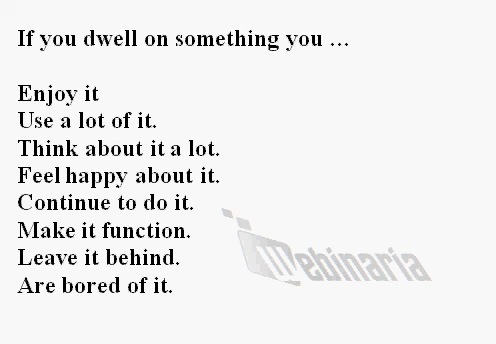 If you dwell on something you ...
Enjoy it
Use a lot of it.
Think about it a lot.
Feel happy about it.
Continue to do it.
Make it function.
Leave it behind.
Are bored of it.
Webinaria